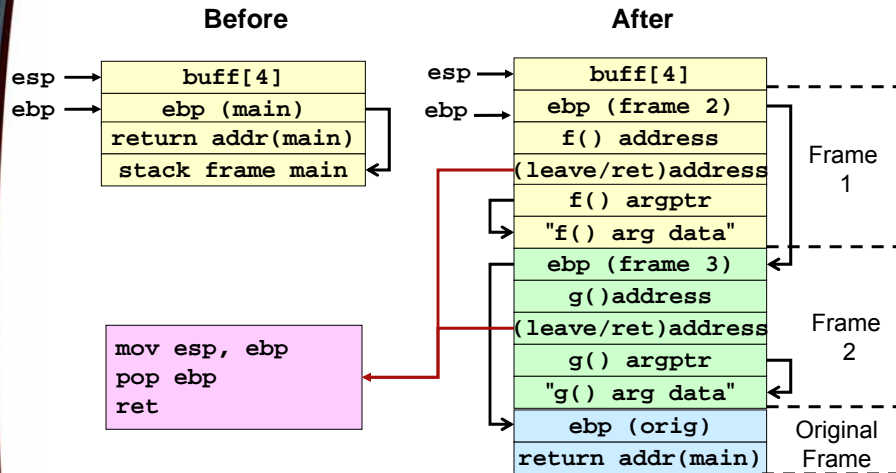 Before
esp
buff[4]
ebp
ebp (main)
return addr(main)
stack frame main
mov esp, ebp
pop ebp
ret
After
esp
buff[4]
ebp
ebp (frame 2)
f() address
(leave/ret)address
f() argptr
"f() arg data"
Frame
1
ebp (frame 3)
g()address
(leave/ret)address
g() argptr
"g() arg data"
Frame
2
ebp (orig)
return addr(main)
Original
Frame